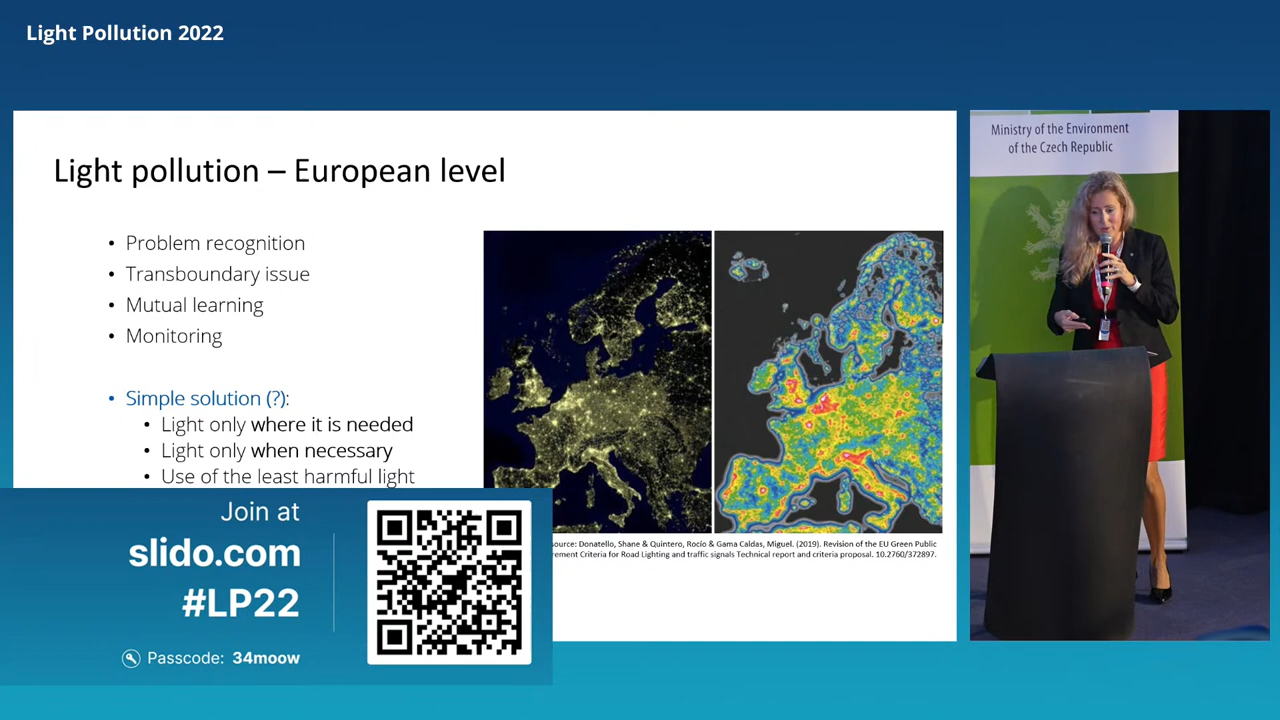 Light Pollution 2022
Light pollution – European level
• Problem recognition
• Transboundary issue
• Mutual learning
• Monitoring
• Simple solution (?):
• Light only where it is needed
• Light only when necessary
• Use of the least harmful light
Donatello, Shane & Quintero, Rocío & Gama Caldas, Miguel. (2019). Revision of the EU Green Public
Criteria for Road Lighting and traffic signals Technical report and criteria proposal. 10.2760/372897.
Join at
slido.com
#LP22
Passcode: 34moow
Ministry of the Environment
of the Czech Republic